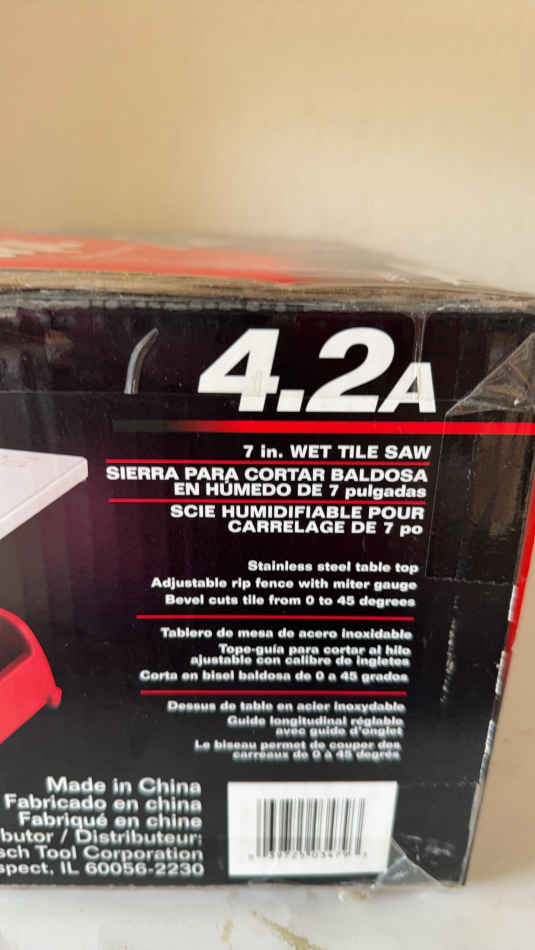 4.2A
7 in. WET TILE SAW
SIERRA PARA CORTAR BALDOSA
EN HÚMEDO DE 7 pulgadas
SCIE HUMIDIFIABLE POUR
CARRELAGE DE 7 po
Stainless steel table top
Adjustable rip fence with miter gauge
Bevel cuts tile from 0 to 45 degrees
Tablero de mesa de acero inoxidable
Tope-guía para cortar al hilo
ajustable con calibre de ingletes
Corta en bisel baldosa de 0 a 45 grados
Dessus de table en acier inoxydable
Guide longitudinal réglable
avec guide d'onglet
Le biseau permet de couper des
carreaux de 0 à 45 degrés
Made in China
Fabricado en china
Fabriqué en chine
butor / Distributeur:
sch Tool Corporation
spect, IL 60056-2230